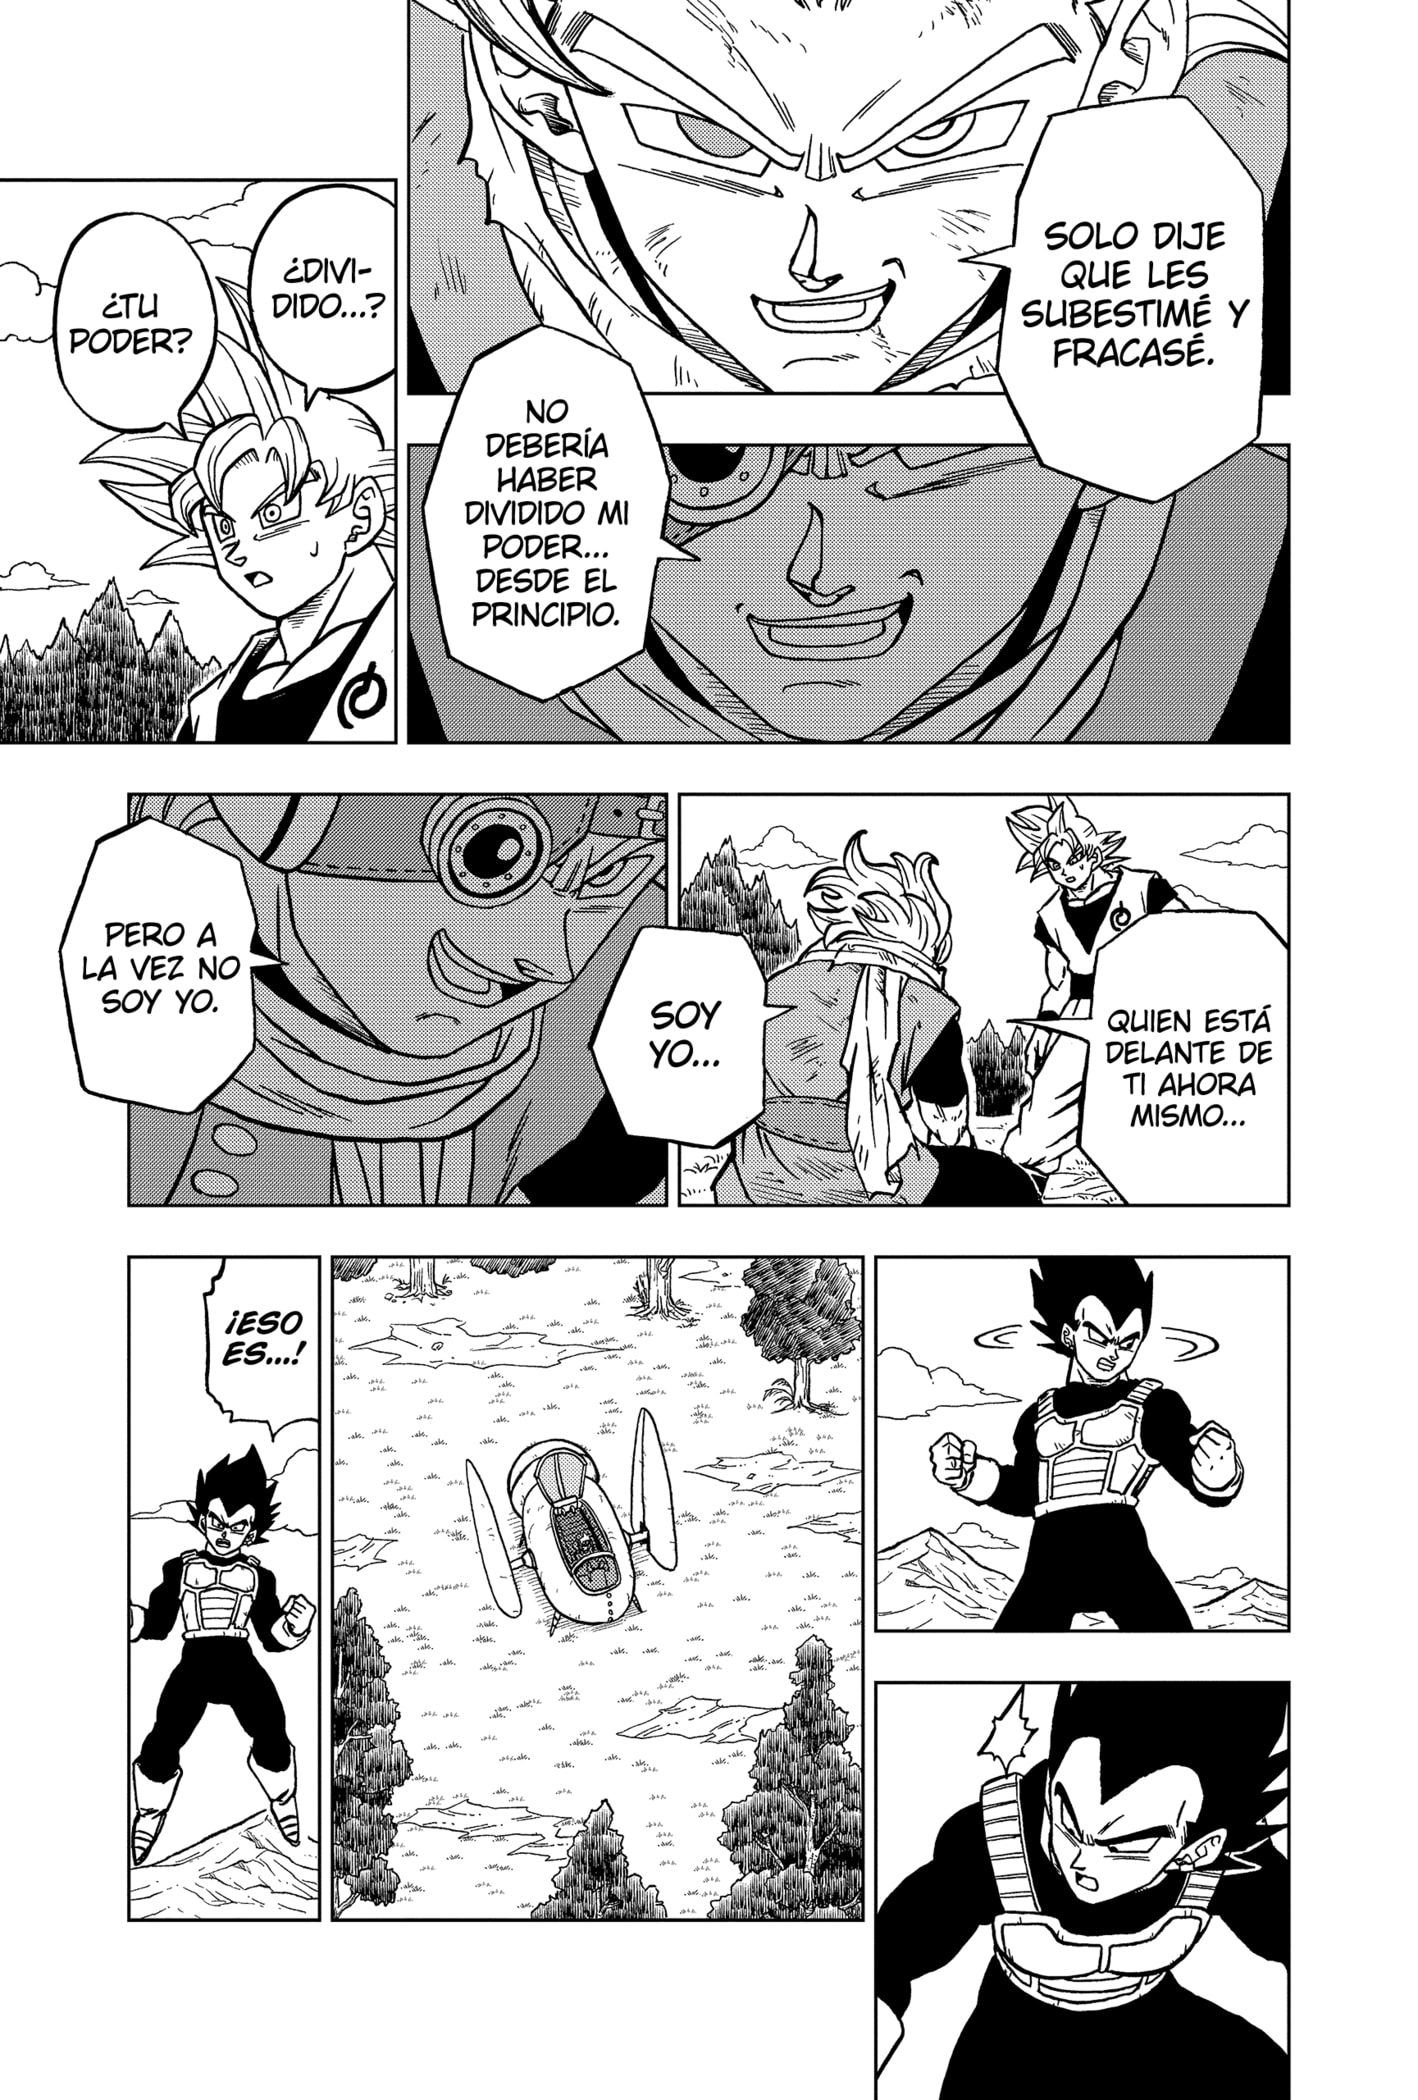 SOLO DIJE
QUE LES
SUBESTIMÉ Y
FRACASÉ.
NO
DEBERÍA
HABER
DIVIDIDO MI
PODER...
DESDE EL
PRINCIPIO.
¿DIVI-
DIDO...?
¿TU
PODER?
QUIEN ESTÁ
DELANTE DE
TI AHORA
MISMO...
SOY
YO...
PERO A
LA VEZ NO
SOY YO.
¡ESO
ES...!